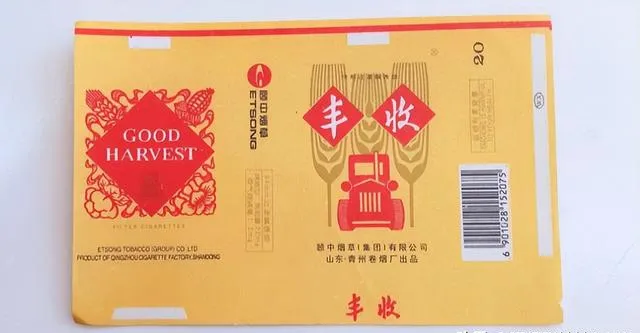 GOOD
HARVEST
FILTER CIGARETTES
ETSONG TOBACCO (GROUP) CO. LTD
PRODUCT OF QINGZHOU CIGARETTE FACTORY, SHANDONG
ETSONG
颐中烟草
丰收
颐中烟草(集团)有限公司
山东·青州卷烟厂出品
丰收
20
6 901028 152075